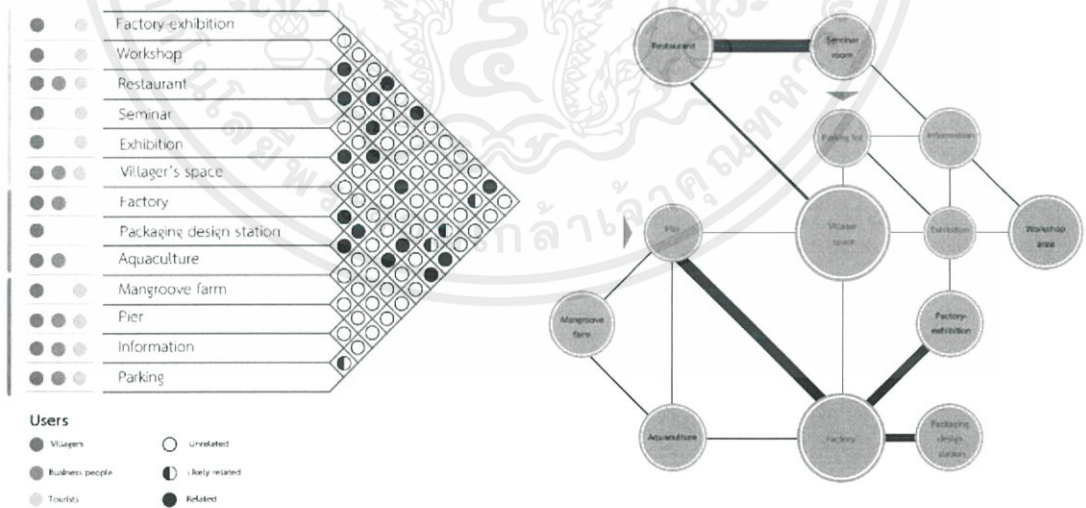 Factory-exhibition
Workshop
Restaurant
Seminar
Exhibition
Villager's space
Factory
Packaging design station
Aquaculture
Mangroove farm
Pier
Information
Parking
Users
Villagers
Business people
Tourists
Unrelated
Likely related
Related
Restaurant
Seminar
room
Parking lot
Information
Pier
Villager
space
Exhibition
Workshop
area
Mangroove
farm
Factory-
exhibition
Aquaculture
Factory
Packaging
design
station